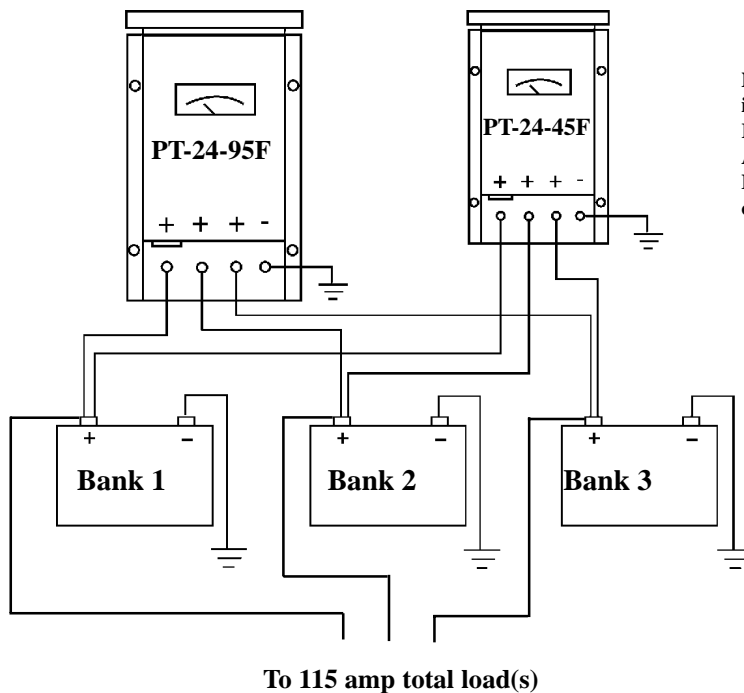 PT-24-95F
PT-24-45F
+ + + -
+ + + -
+ -
+ -
+ -
Bank 1
Bank 2
Bank 3
To 115 amp total load(s)